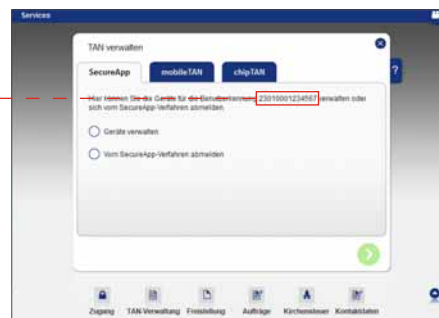 Services
TAN verwalten
SecureApp mobileTAN chipTAN
?
Hier können Sie die Geräte für die Benutzerkennung 23010001234567 verwalten oder
sich vom SecureApp-Verfahren abmelden.
Geräte verwalten
Vom SecureApp-Verfahren abmelden
Zugang TAN-Verwaltung Freistellung Aufträge Kirchensteuer Kontaktdaten